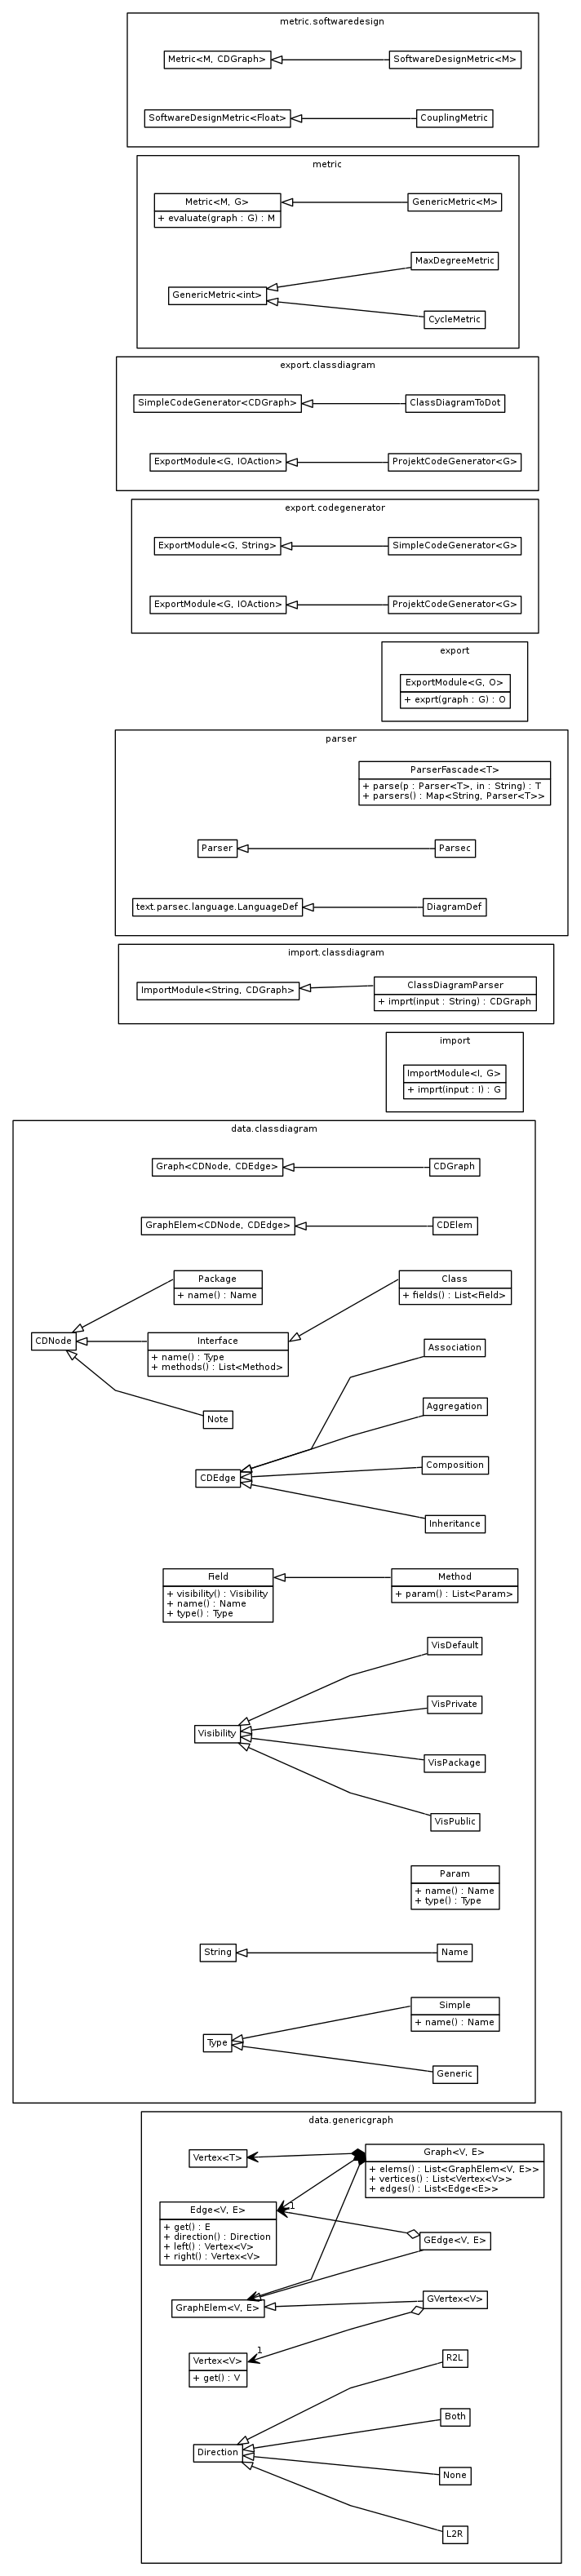 metric.softwaredesign
Metric<M, CDGraph>
SoftwareDesignMetric<M>
SoftwareDesignMetric<Float>
CouplingMetric
metric
Metric<M, G>
+ evaluate(graph : G) : M
GenericMetric<M>
MaxDegreeMetric
GenericMetric<int>
CycleMetric
export.classdiagram
SimpleCodeGenerator<CDGraph>
ClassDiagramToDot
ExportModule<G, IOAction>
ProjektCodeGenerator<G>
export.codegenerator
ExportModule<G, String>
SimpleCodeGenerator<G>
ExportModule<G, IOAction>
ProjektCodeGenerator<G>
export
ExportModule<G, O>
+ exprt(graph : G) : O
parser
ParserFascade<T>
+ parse(p : Parser<T>, in : String) : T
+ parsers() : Map<String, Parser<T>>
Parser
Parsec
text.parsec.language.LanguageDef
DiagramDef
import.classdiagram
ImportModule<String, CDGraph>
ClassDiagramParser
+ imprt(input : String) : CDGraph
import
ImportModule<I, G>
+ imprt(input : I) : G
data.classdiagram
Graph<CDNode, CDEdge>
CDGraph
GraphElem<CDNode, CDEdge>
CDElem
Package
+ name() : Name
Class
+ fields() : List<Field>
CDNode
Interface
+ name() : Type
+ methods() : List<Method>
Note
Association
Aggregation
CDEdge
Composition
Inheritance
Field
+ visibility() : Visibility
+ name() : Name
+ type() : Type
Method
+ param() : List<Param>
VisDefault
VisPrivate
Visibility
VisPackage
VisPublic
Param
+ name() : Name
+ type() : Type
String
Name
Simple
+ name() : Name
Type
Generic
data.genericgraph
Vertex<T>
Graph<V, E>
+ elems() : List<GraphElem<V, E>>
+ vertices() : List<Vertex<V>>
+ edges() : List<Edge<E>>
Edge<V, E>
+ get() : E
+ direction() : Direction
+ left() : Vertex<V>
+ right() : Vertex<V>
1
GEdge<V, E>
GraphElem<V, E>
GVertex<V>
1
Vertex<V>
+ get() : V
R2L
Both
Direction
None
L2R